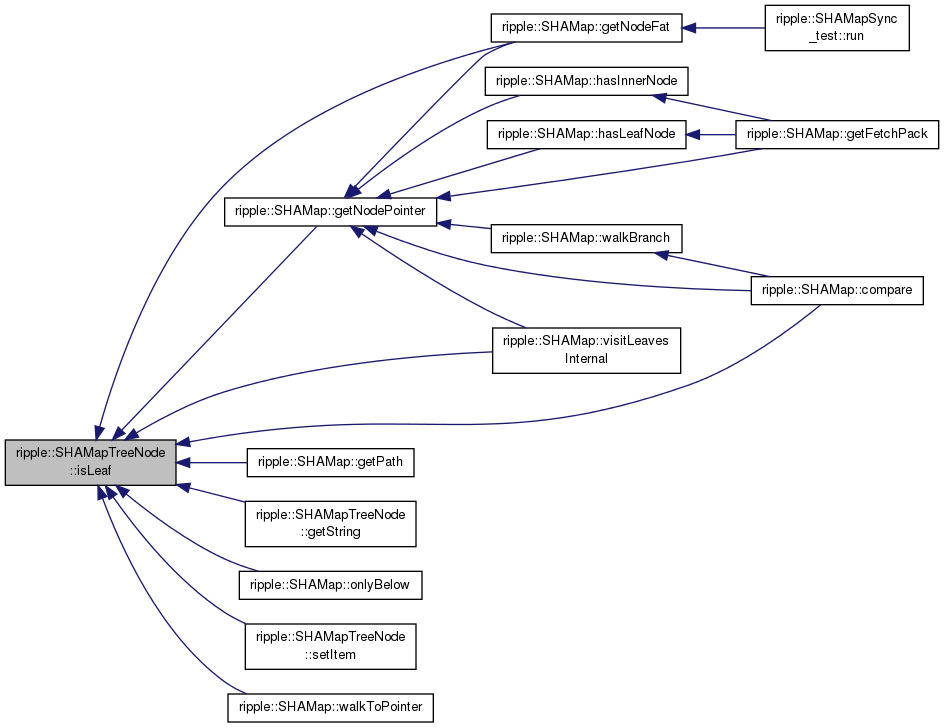 ripple::SHAMap::getNodeFat
ripple::SHAMapSync
_test::run
ripple::SHAMap::hasInnerNode
ripple::SHAMap::hasLeafNode
ripple::SHAMap::getFetchPack
ripple::SHAMap::getNodePointer
ripple::SHAMap::walkBranch
ripple::SHAMap::compare
ripple::SHAMap::visitLeaves
Internal
ripple::SHAMapTreeNode
::isLeaf
ripple::SHAMap::getPath
ripple::SHAMapTreeNode
::getString
ripple::SHAMap::onlyBelow
ripple::SHAMapTreeNode
::setItem
ripple::SHAMap::walkToPointer